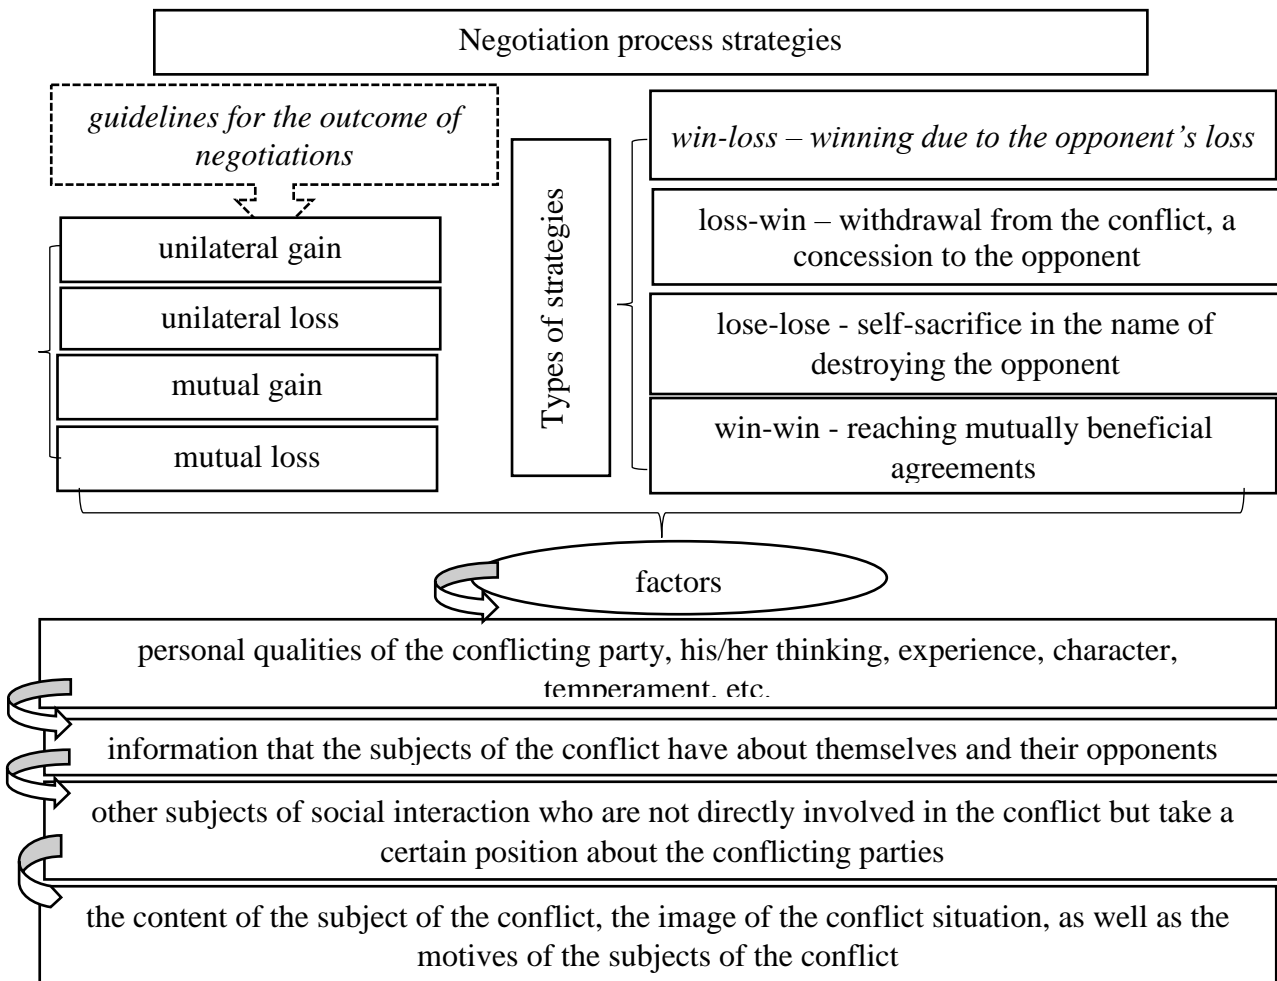 Negotiation process strategies
guidelines for the outcome of
negotiations
unilateral gain
unilateral loss
mutual gain
mutual loss
Types of strategies
win-loss – winning due to the opponent’s loss
loss-win – withdrawal from the conflict, a
concession to the opponent
lose-lose - self-sacrifice in the name of
destroying the opponent
win-win - reaching mutually beneficial
agreements
factors
personal qualities of the conflicting party, his/her thinking, experience, character,
temperament, etc.
information that the subjects of the conflict have about themselves and their opponents
other subjects of social interaction who are not directly involved in the conflict but take a
certain position about the conflicting parties
the content of the subject of the conflict, the image of the conflict situation, as well as the
motives of the subjects of the conflict